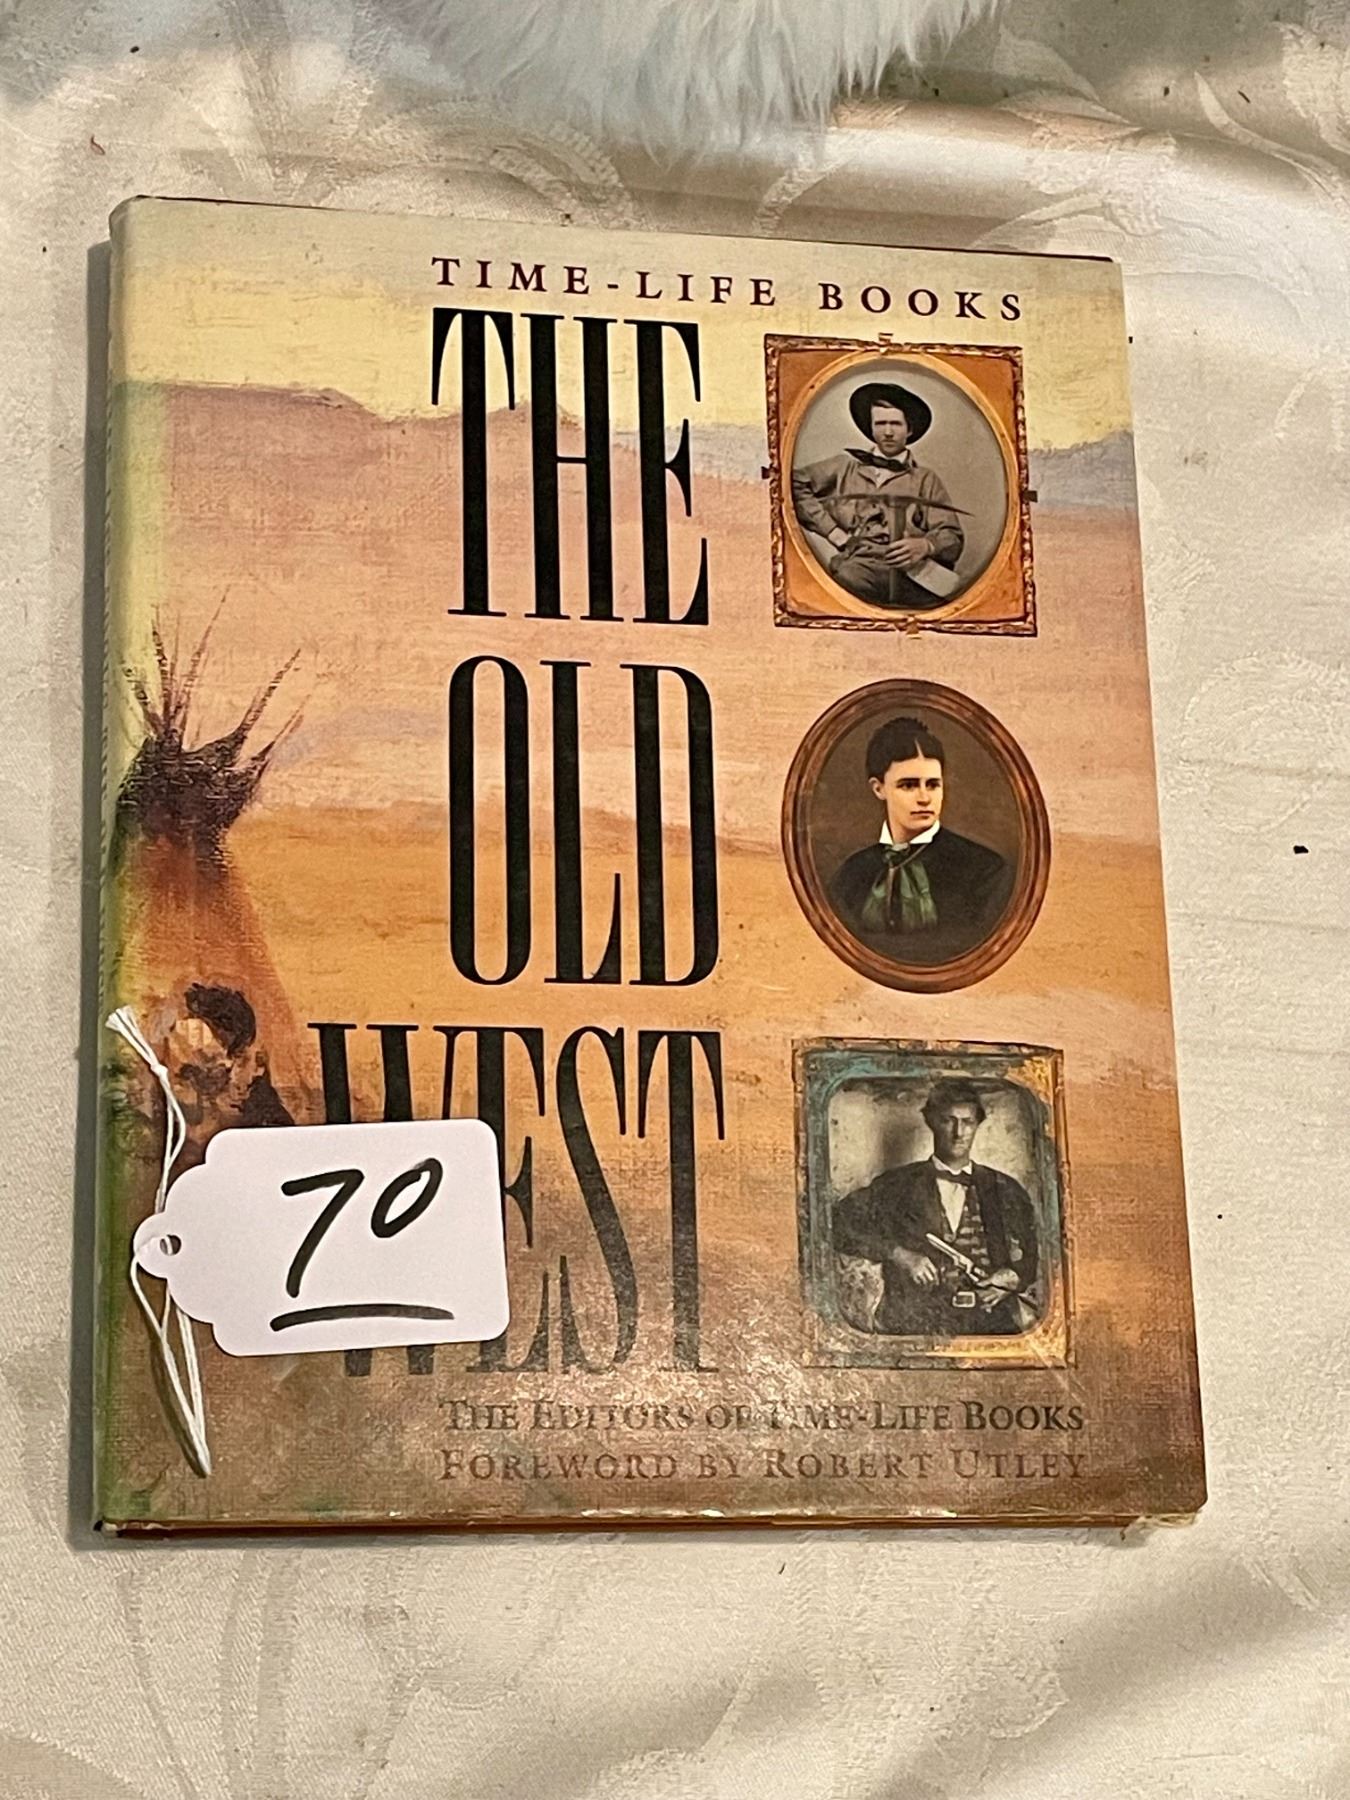 TIME-LIFE BOOKS
THE
OLD
WEST
70
THE EDITORS OF TIME-LIFE BOOKS
FOREWORD BY ROBERT UTLEY